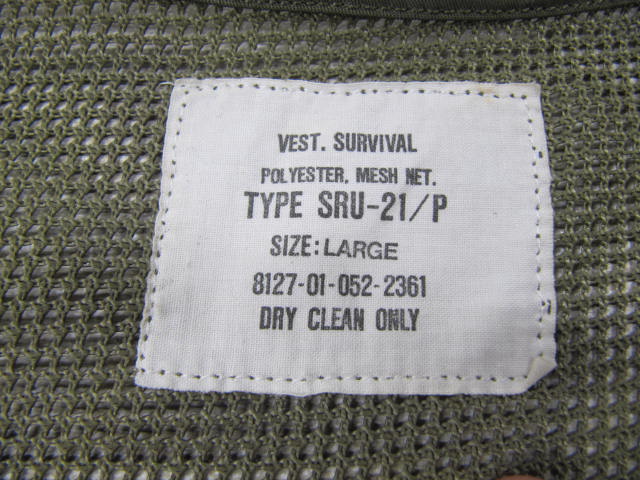 VEST. SURVIVAL
POLYESTER, MESH NET.
TYPE SRU-21/P
SIZE: LARGE
8127-01-052-2361
DRY CLEAN ONLY